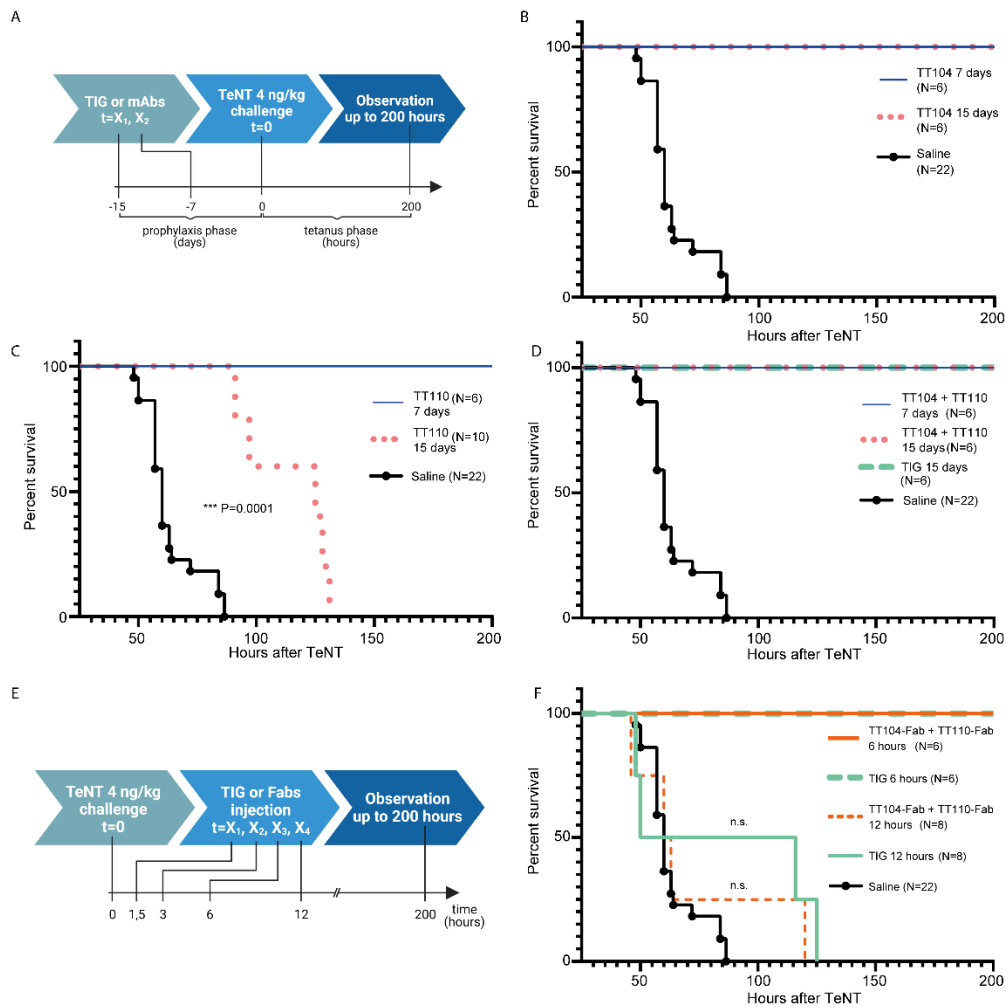 A
TIG or mAbs
t=X₁, X₂
TeNT 4 ng/kg
challenge
t=0
Observation
up to 200 hours
-15
-7
0
200
prophylaxis phase
(days)
tetanus phase
(hours)
B
Percent survival
100
50
0
50
100
150
200
Hours after TeNT
TT104 7 days
(N=6)
TT104 15 days
(N=6)
Saline
(N=22)
C
Percent survival
100
50
0
50
100
150
200
Hours after TeNT
*** P=0.0001
TT110 (N=6)
7 days
TT110 (N=10)
15 days
Saline (N=22)
D
Percent survival
100
50
0
50
100
150
200
Hours after TeNT
TT104 + TT110
7 days (N=6)
TT104 + TT110
15 days(N=6)
TIG 15 days
(N=6)
Saline (N=22)
E
TeNT 4 ng/kg
challenge
t=0
TIG or Fabs
injection
t=X₁, X₂, X₃, X₄
Observation
up to 200 hours
0
1,5
3
6
12
200
time
(hours)
F
Percent survival
100
50
0
50
100
150
200
Hours after TeNT
n.s.
n.s.
TT104-Fab + TT110-Fab
6 hours (N=6)
TIG 6 hours (N=6)
TT104-Fab + TT110-Fab
12 hours (N=8)
TIG 12 hours (N=8)
Saline (N=22)